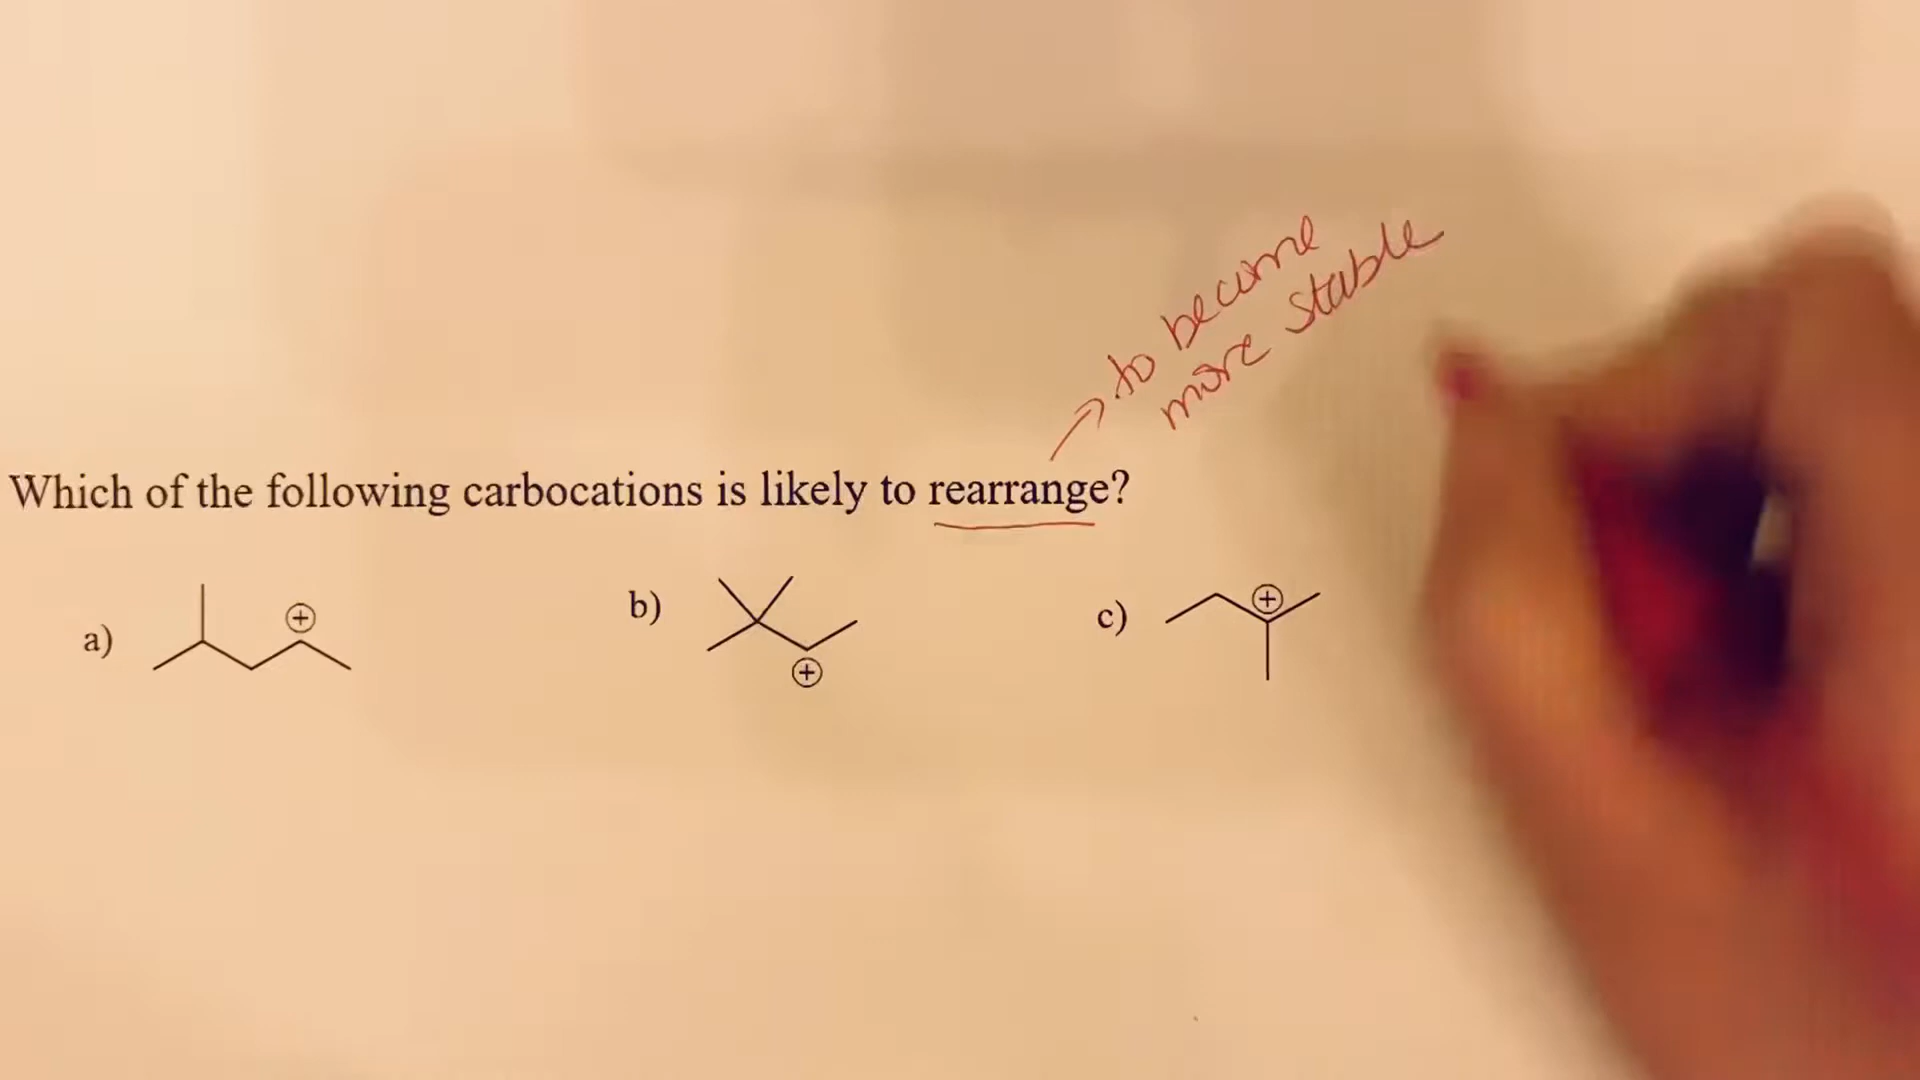 to become
more stable
Which of the following carbocations is likely to rearrange?
a)
b)
c)